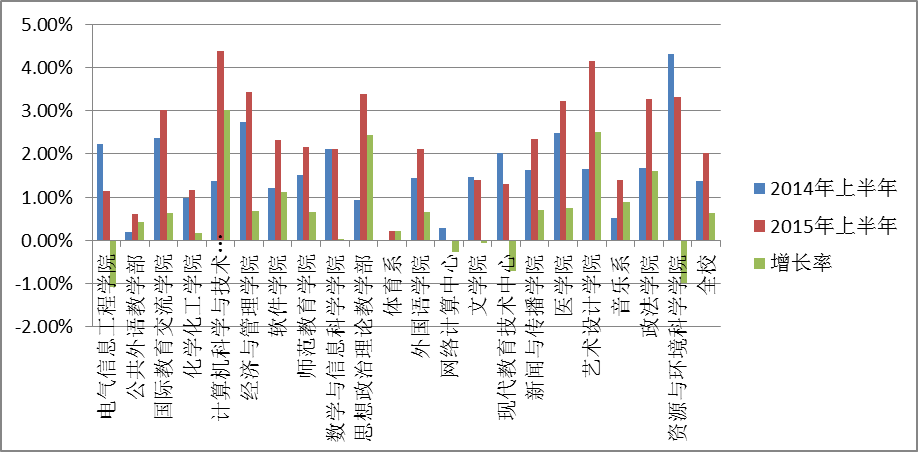 5.00%
4.00%
3.00%
2.00%
1.00%
0.00%
-1.00%
-2.00%
电气信息工程学院
公共外语教学部
国际教育交流学院
化学化工学院
计算机科学与技术…
经济与管理学院
软件学院
师范教育学院
数学与信息科学学院
思想政治理论教学部
体育系
外国语学院
网络计算中心
文学院
现代教育技术中心
新闻与传播学院
医学院
艺术设计学院
音乐系
政法学院
资源与环境科学学院
全校
2014年上半年
2015年上半年
增长率